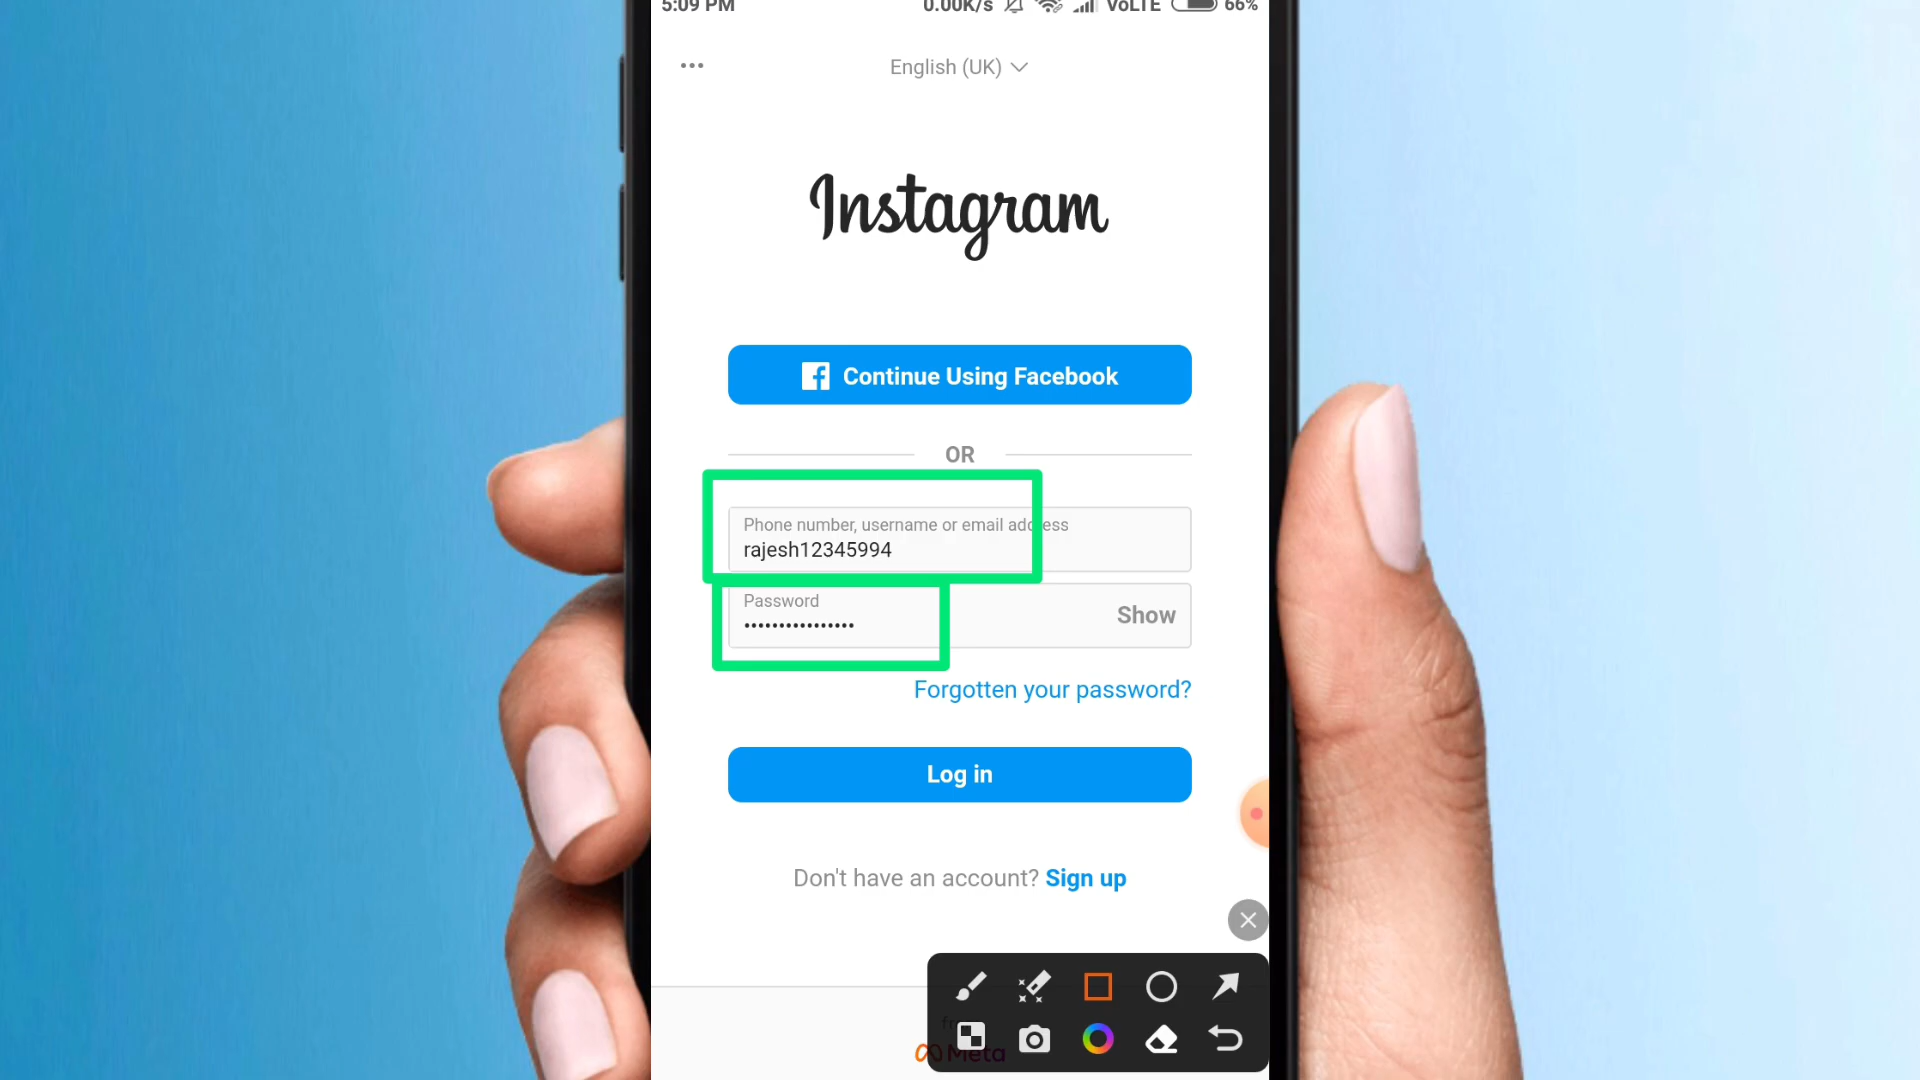 5:09 PM 0.00K/s VoLTE 66%
English (UK)
Instagram
Continue Using Facebook
OR
Phone number, username or email address
rajesh12345994
Password
••••••••••••••••
Show
Forgotten your password?
Log in
Don't have an account? Sign up
Meta